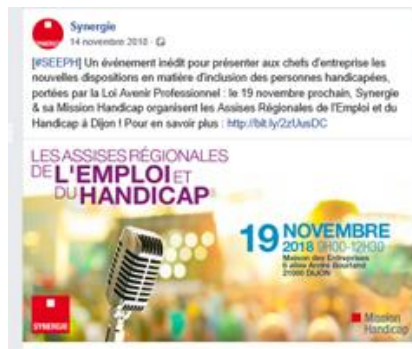 Synergie
14 novembre 2018
[#SEEPH] Un événement inédit pour présenter aux chefs d'entreprise les
nouvelles dispositions en matière d'inclusion des personnes handicapées,
portées par la Loi Avenir Professionnel : le 19 novembre prochain, Synergie
& sa Mission Handicap organisent les Assises Régionales de l'Emploi et du
Handicap à Dijon ! Pour en savoir plus : http://bit.ly/2zUusDC
LES ASSISES RÉGIONALES
DE L'EMPLOI ET
DU HANDICAP
19 NOVEMBRE
2018 9H00-12H30
Maison des Entreprises
6 allée André Bourland
21000 DIJON
SYNERGIE
Mission
Handicap